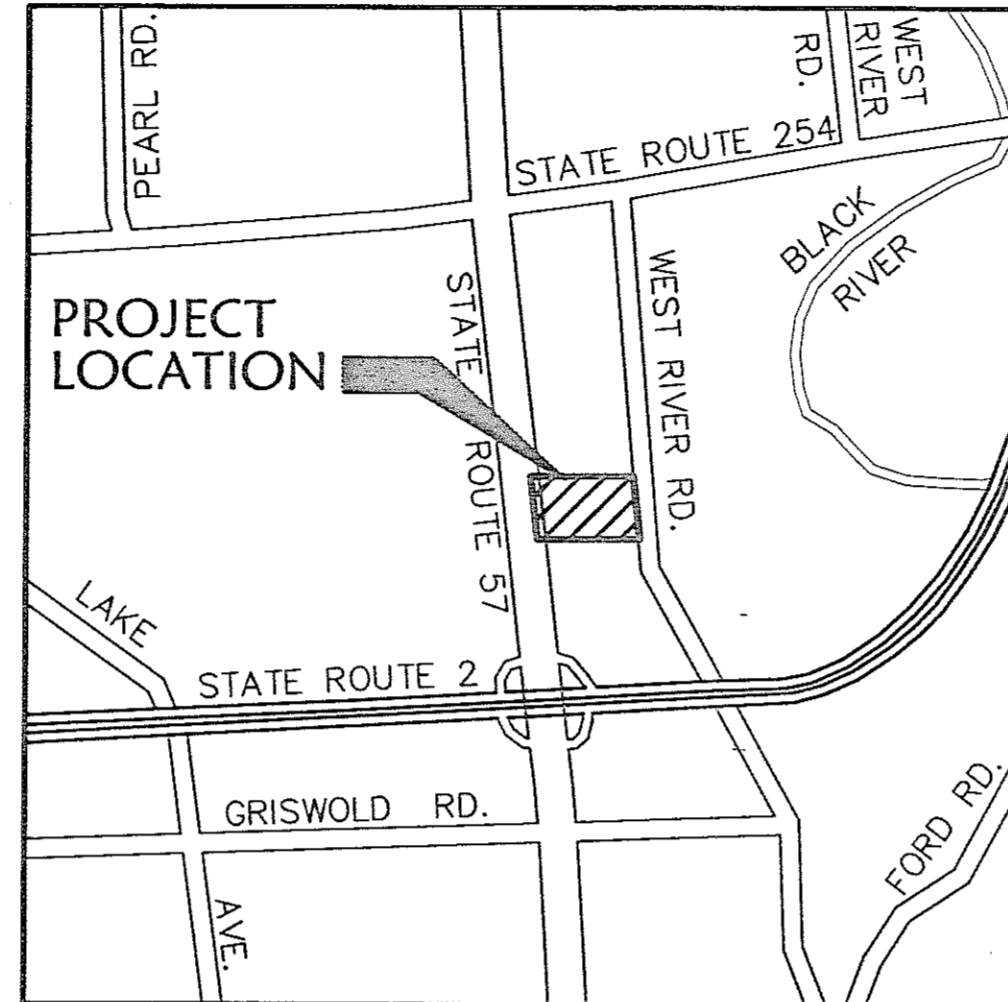 PEARL RD.
WEST
RIVER
RD.
STATE ROUTE 254
BLACK
RIVER
WEST RIVER RD.
STATE ROUTE 57
PROJECT
LOCATION
LAKE
STATE ROUTE 2
GRISWOLD RD.
FORD RD.
AVE.